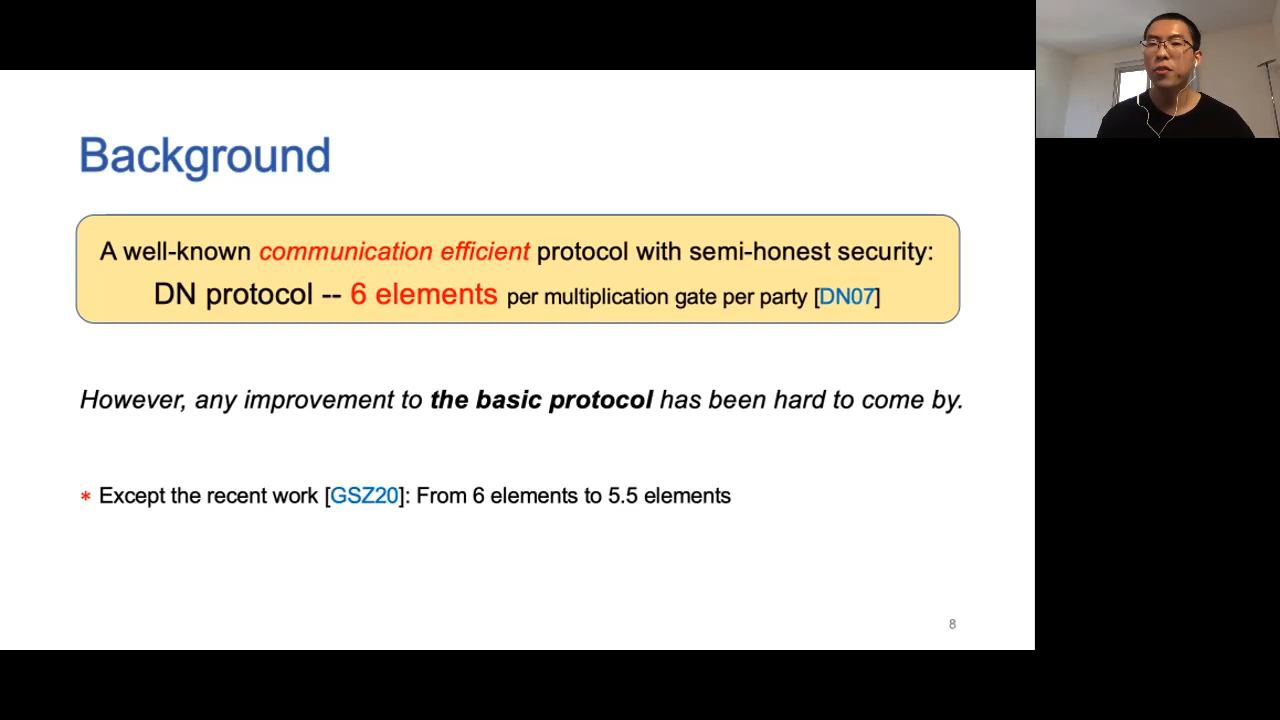 Background
A well-known communication efficient protocol with semi-honest security:
DN protocol -- 6 elements per multiplication gate per party [DN07]
However, any improvement to the basic protocol has been hard to come by.
* Except the recent work [GSZ20]: From 6 elements to 5.5 elements
8